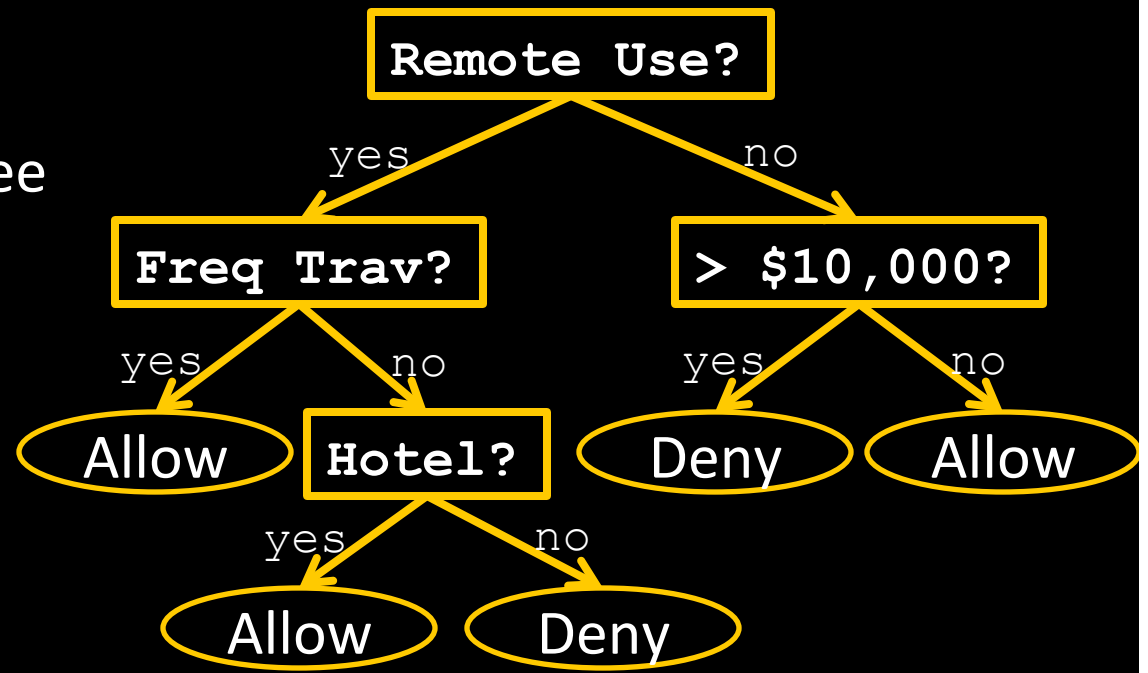 Remote Use?
yes
no
ee
Freq Trav?
> $10,000?
yes
no
yes
no
Allow
Hotel?
Deny
Allow
yes
no
Allow
Deny